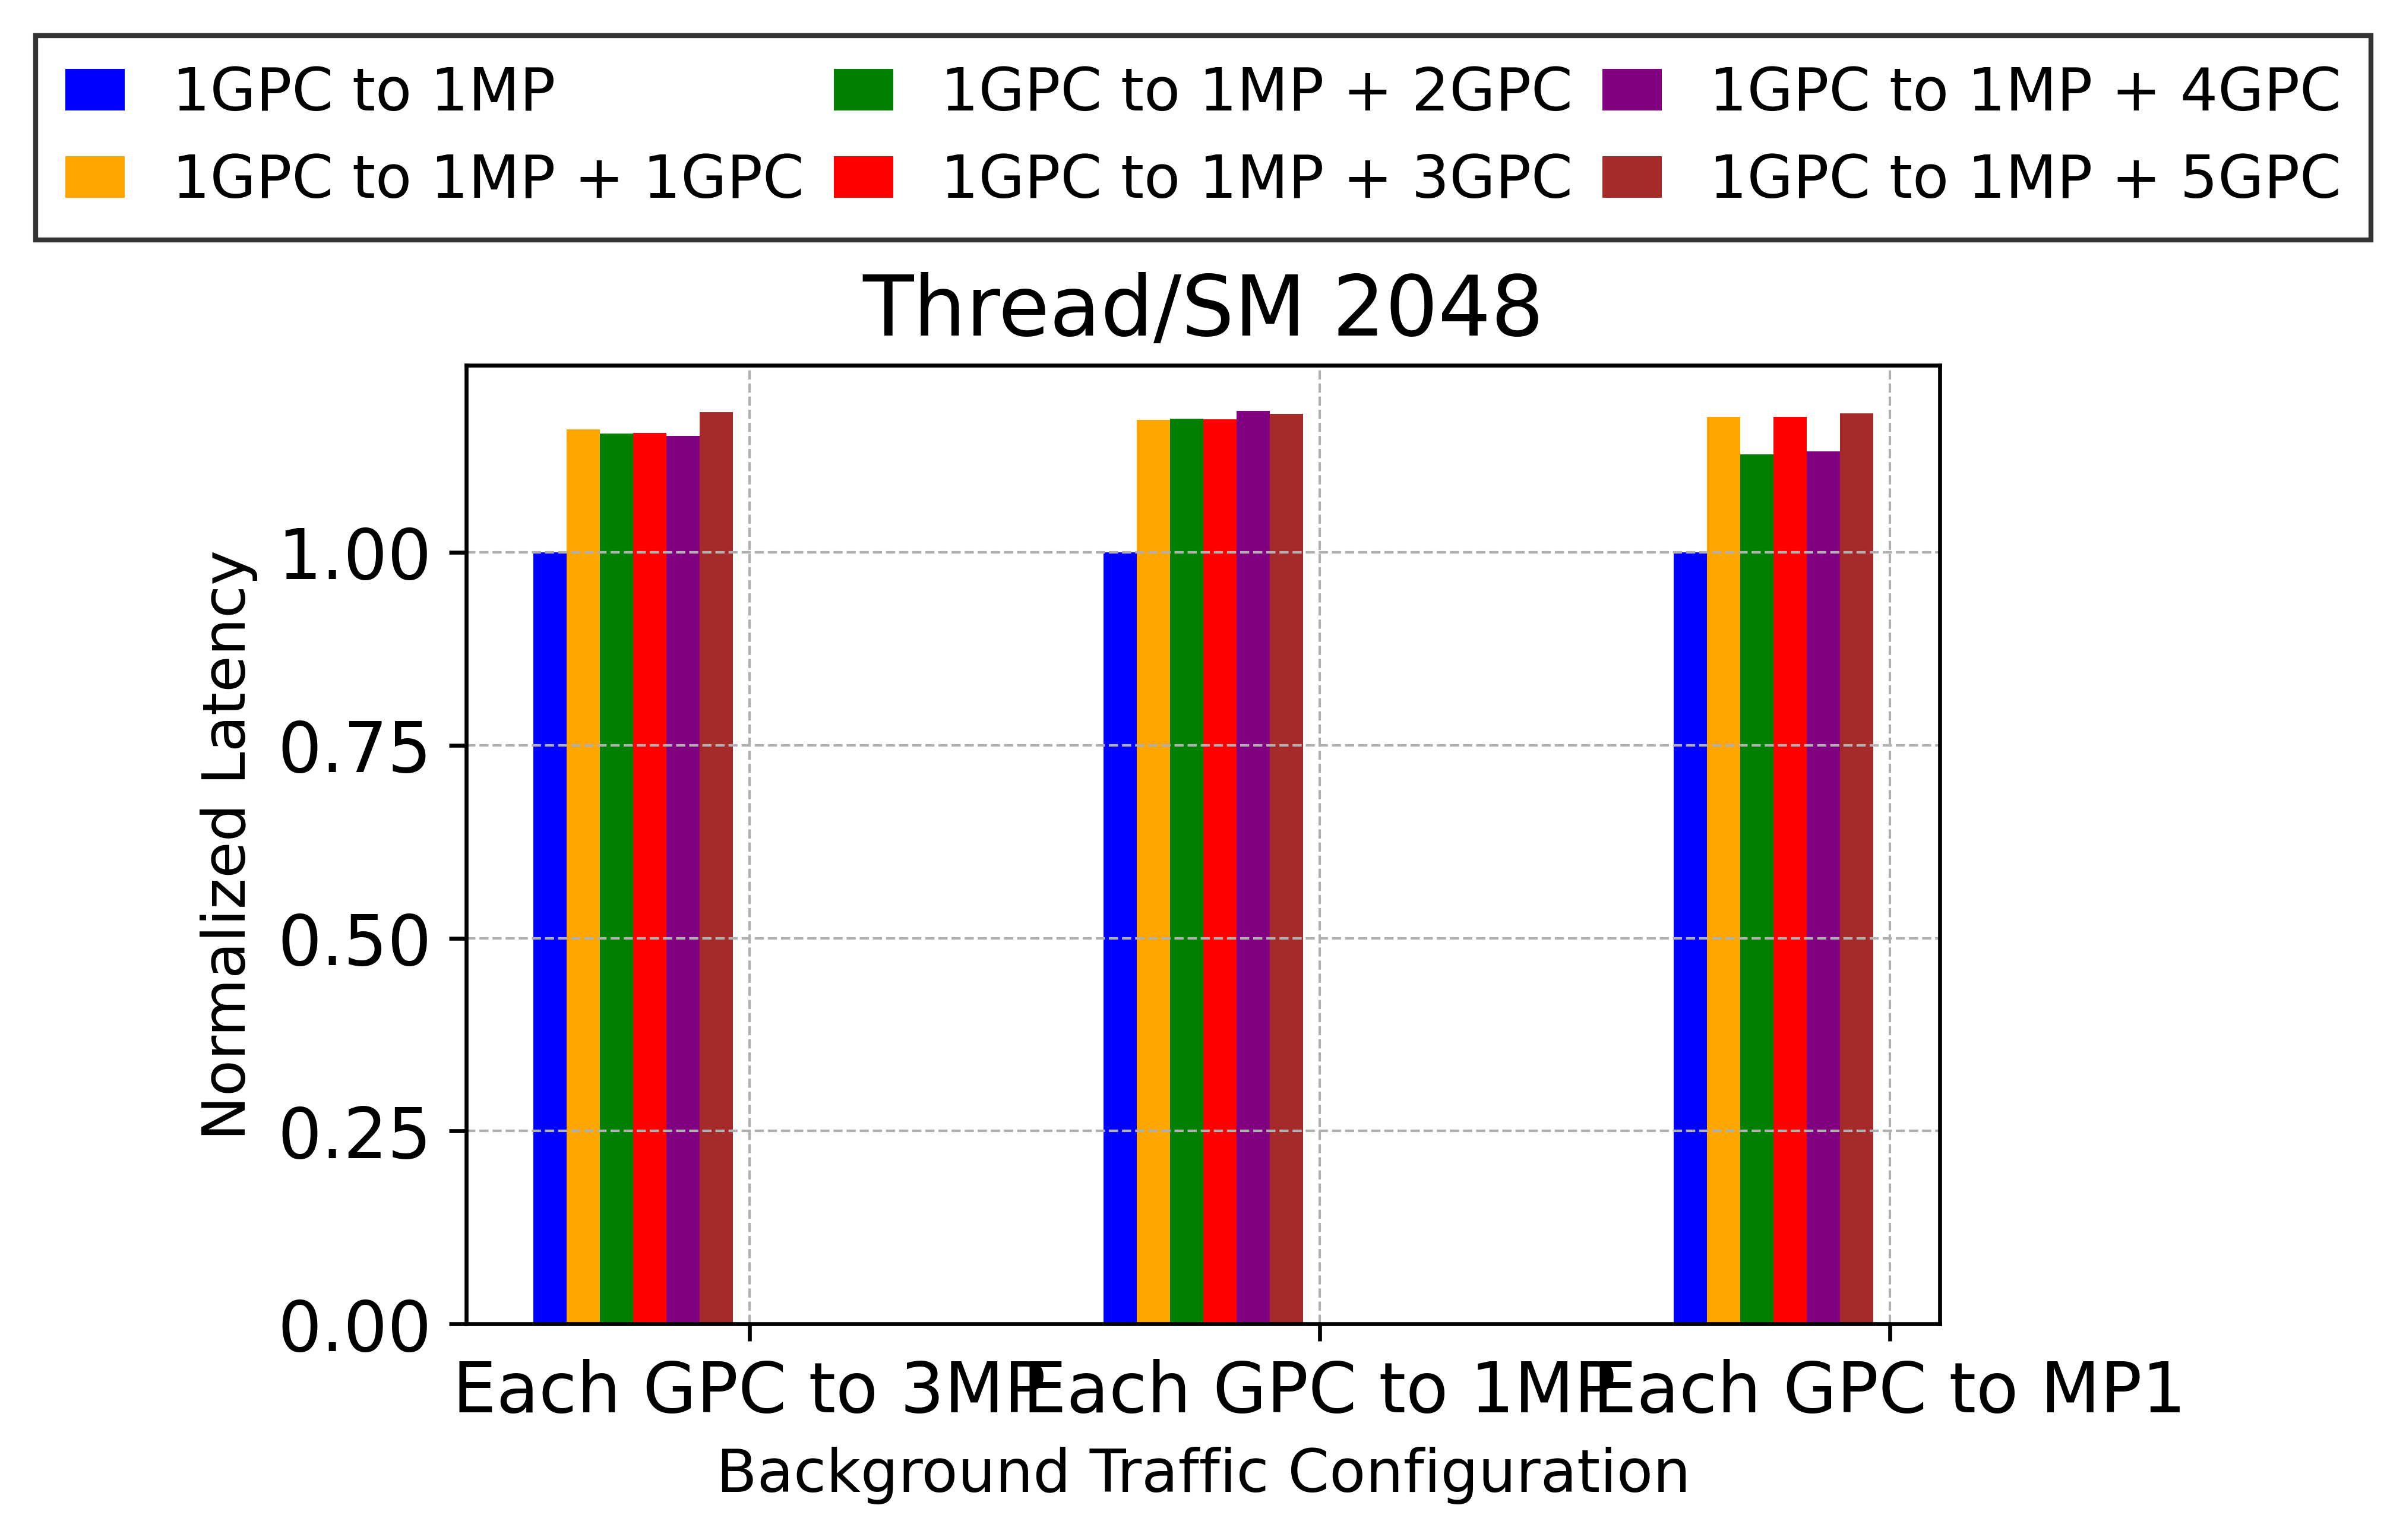 1GPC to 1MP
1GPC to 1MP + 1GPC
1GPC to 1MP + 2GPC
1GPC to 1MP + 3GPC
1GPC to 1MP + 4GPC
1GPC to 1MP + 5GPC
Thread/SM 2048
Normalized Latency
1.00
0.75
0.50
0.25
0.00
Each GPC to 3MP
Each GPC to 1MP
Each GPC to MP1
Background Traffic Configuration